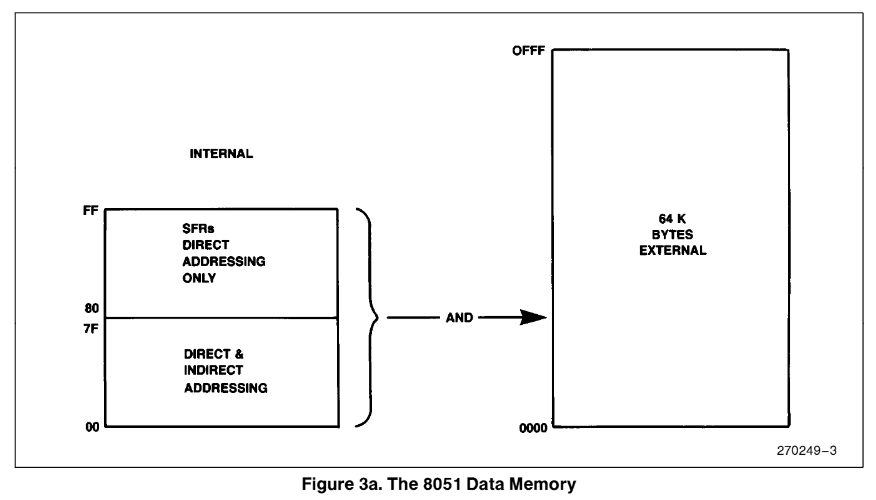 INTERNAL
FF
SFRs
DIRECT
ADDRESSING
ONLY
80
7F
DIRECT &
INDIRECT
ADDRESSING
00
AND
OFFF
64 K
BYTES
EXTERNAL
0000
270249–3
Figure 3a. The 8051 Data Memory